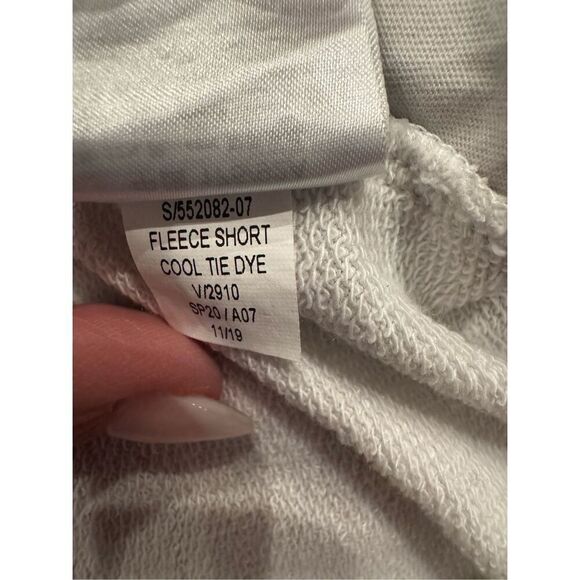 S/552082-07
FLEECE SHORT
COOL TIE DYE
V/2910
SP20 / A07
11/19